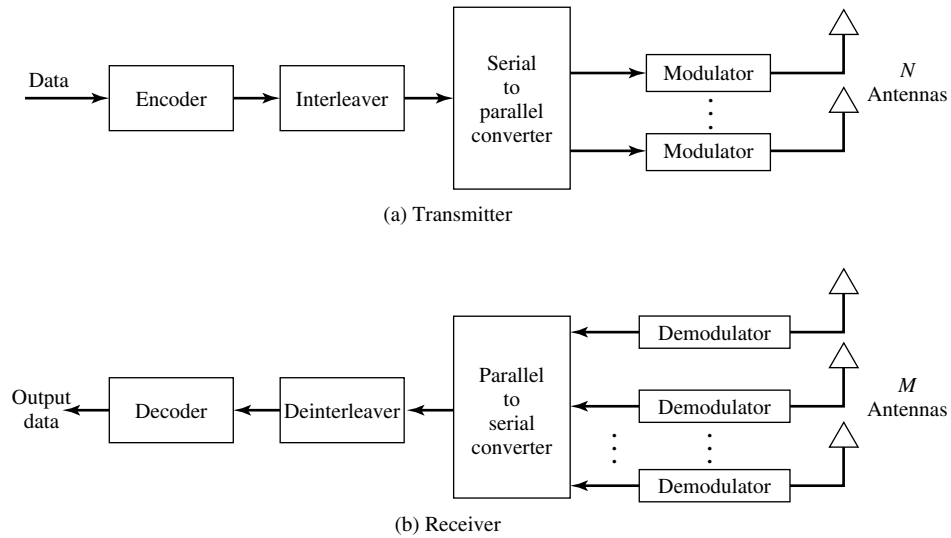 Data
Encoder
Interleaver
Serial
to
parallel
converter
Modulator
Modulator
N
Antennas
(a) Transmitter
Output
data
Decoder
Deinterleaver
Parallel
to
serial
converter
Demodulator
Demodulator
Demodulator
M
Antennas
(b) Receiver